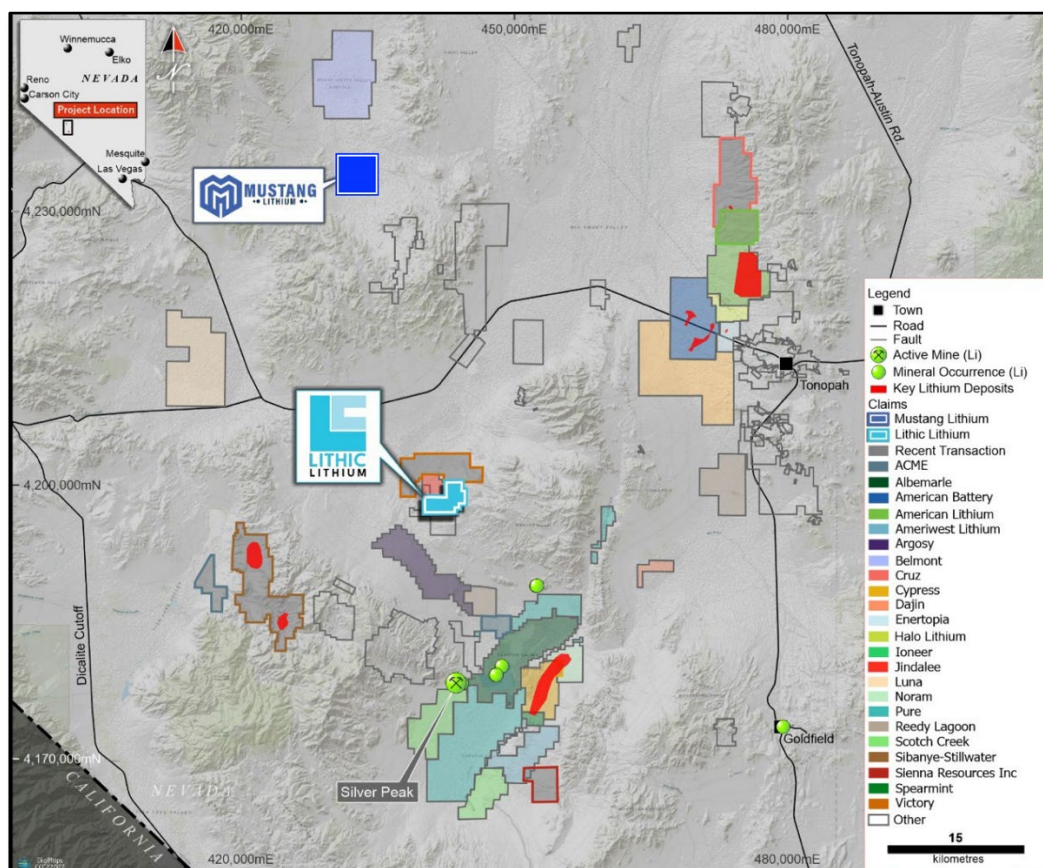 420,000mE
450,000mE
480,000mE
Winnemucca
Elko
NEVADA
Reno
Carson City
Project Location
Mesquite
Las Vegas
N
Tonopah-Austin Rd.
MUSTANG
LITHIUM
4,230,000mN
LITHIC
LITHIUM
Tonopah
4,200,000mN
Dicalite Cutoff
Goldfield
4,170,000mN
Silver Peak
NEVADA
CALIFORNIA
420,000mE
480,000mE
Legend
Town
Road
Fault
Active Mine (Li)
Mineral Occurrence (Li)
Key Lithium Deposits
Claims
Mustang Lithium
Lithic Lithium
Recent Transaction
ACME
Albemarle
American Battery
American Lithium
Ameriwest Lithium
Argosy
Belmont
Cruz
Cypress
Dajin
Enertopia
Halo Lithium
Ioneer
Jindalee
Luna
Noram
Pure
Reedy Lagoon
Scotch Creek
Sibanye-Stillwater
Sienna Resources Inc
Spearmint
Victory
Other
15
kilometres